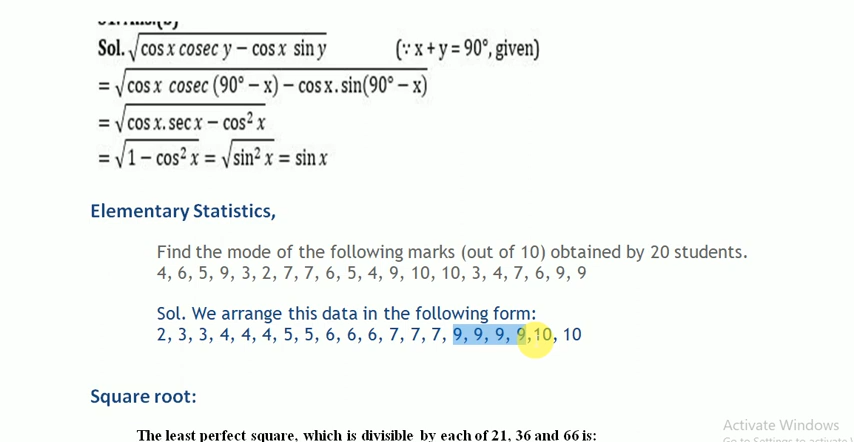 Sol. √cos x cosec y – cos x sin y (∵ x + y = 90°, given)
= √cos x cosec (90° – x) – cos x. sin(90° – x)
= √cos x. sec x – cos² x
= √1 – cos² x = √sin² x = sin x
Elementary Statistics,
Find the mode of the following marks (out of 10) obtained by 20 students.
4, 6, 5, 9, 3, 2, 7, 7, 6, 5, 4, 9, 10, 10, 3, 4, 7, 6, 9, 9
Sol. We arrange this data in the following form:
2, 3, 3, 4, 4, 4, 5, 5, 6, 6, 6, 7, 7, 7, 9, 9, 9, 9,10, 10
Square root:
The least perfect square, which is divisible by each of 21, 36 and 66 is:
Activate Windows